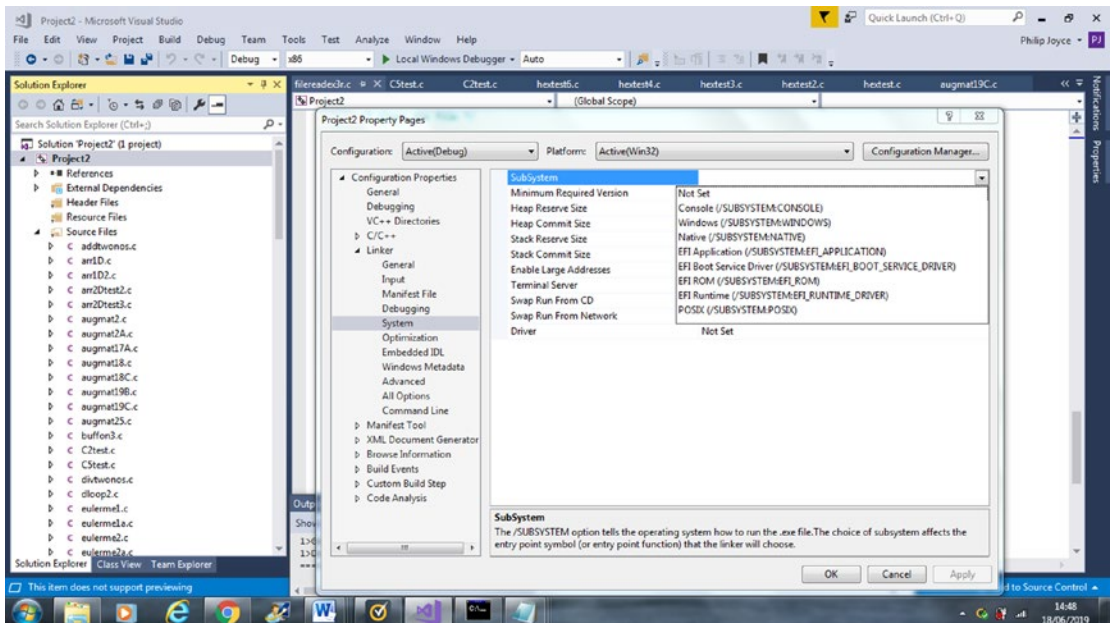 Project2 - Microsoft Visual Studio
Quick Launch (Ctrl+Q)
File Edit View Project Build Debug Team Tools Test Analyze Window Help
Philip Joyce
PJ
Debug x86 Local Windows Debugger Auto
Solution Explorer
Search Solution Explorer (Ctrl+;)
Solution 'Project2' (1 project)
Project2
References
External Dependencies
Header Files
Resource Files
Source Files
addtwonos.c
arr1D.c
arr1D2.c
arr2Dtest2.c
arr2Dtest3.c
augmat2.c
augmat2A.c
augmat17A.c
augmat18.c
augmat18C.c
augmat19B.c
augmat19C.c
augmat25.c
buffon3.c
C2test.c
C5test.c
divtwonos.c
dloop2.c
eulerme1.c
eulerme1a.c
eulerme2.c
eulerme2a.c
Solution Explorer Class View Team Explorer
filereader3r.c C5test.c C2test.c hextest6.c hextest4.c hextest3.c hextest2.c hextest.c augmat19C.c
Project2 (Global Scope)
Project2 Property Pages
Configuration: Active(Debug) Platform: Active(Win32) Configuration Manager...
Configuration Properties
General
Debugging
VC++ Directories
C/C++
Linker
General
Input
Manifest File
Debugging
System
Optimization
Embedded IDL
Windows Metadata
Advanced
All Options
Command Line
Manifest Tool
XML Document Generator
Browse Information
Build Events
Custom Build Step
Code Analysis
SubSystem
Minimum Required Version
Heap Reserve Size
Heap Commit Size
Stack Reserve Size
Stack Commit Size
Enable Large Addresses
Terminal Server
Swap Run From CD
Swap Run From Network
Driver Not Set
Not Set
Console (/SUBSYSTEM:CONSOLE)
Windows (/SUBSYSTEM:WINDOWS)
Native (/SUBSYSTEM:NATIVE)
EFI Application (/SUBSYSTEM:EFI_APPLICATION)
EFI Boot Service Driver (/SUBSYSTEM:EFI_BOOT_SERVICE_DRIVER)
EFI ROM (/SUBSYSTEM:EFI_ROM)
EFI Runtime (/SUBSYSTEM:EFI_RUNTIME_DRIVER)
POSIX (/SUBSYSTEM:POSIX)
SubSystem
The /SUBSYSTEM option tells the operating system how to run the .exe file.The choice of subsystem affects the
entry point symbol (or entry point function) that the linker will choose.
OK Cancel Apply
Outp
Show
Notifications
Properties
This item does not support previewing
d to Source Control
14:48
18/06/2019